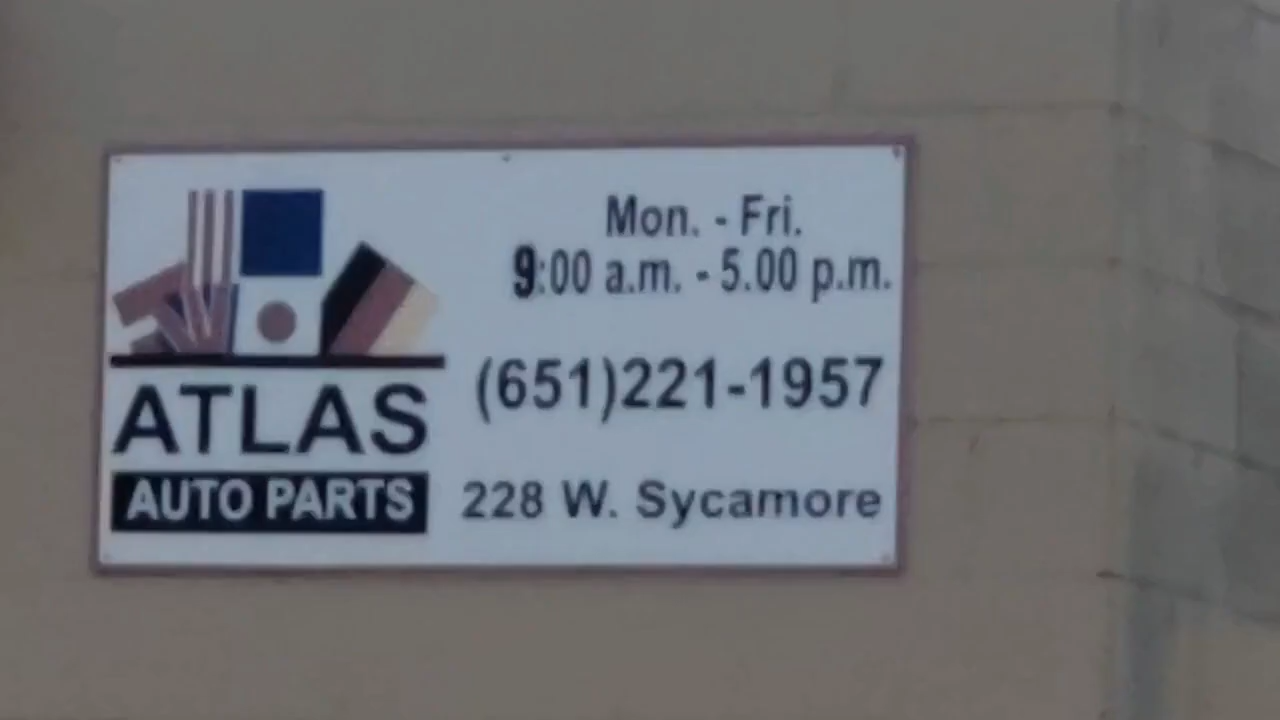 ATLAS
AUTO PARTS
Mon. - Fri.
9:00 a.m. - 5.00 p.m.
(651)221-1957
228 W. Sycamore